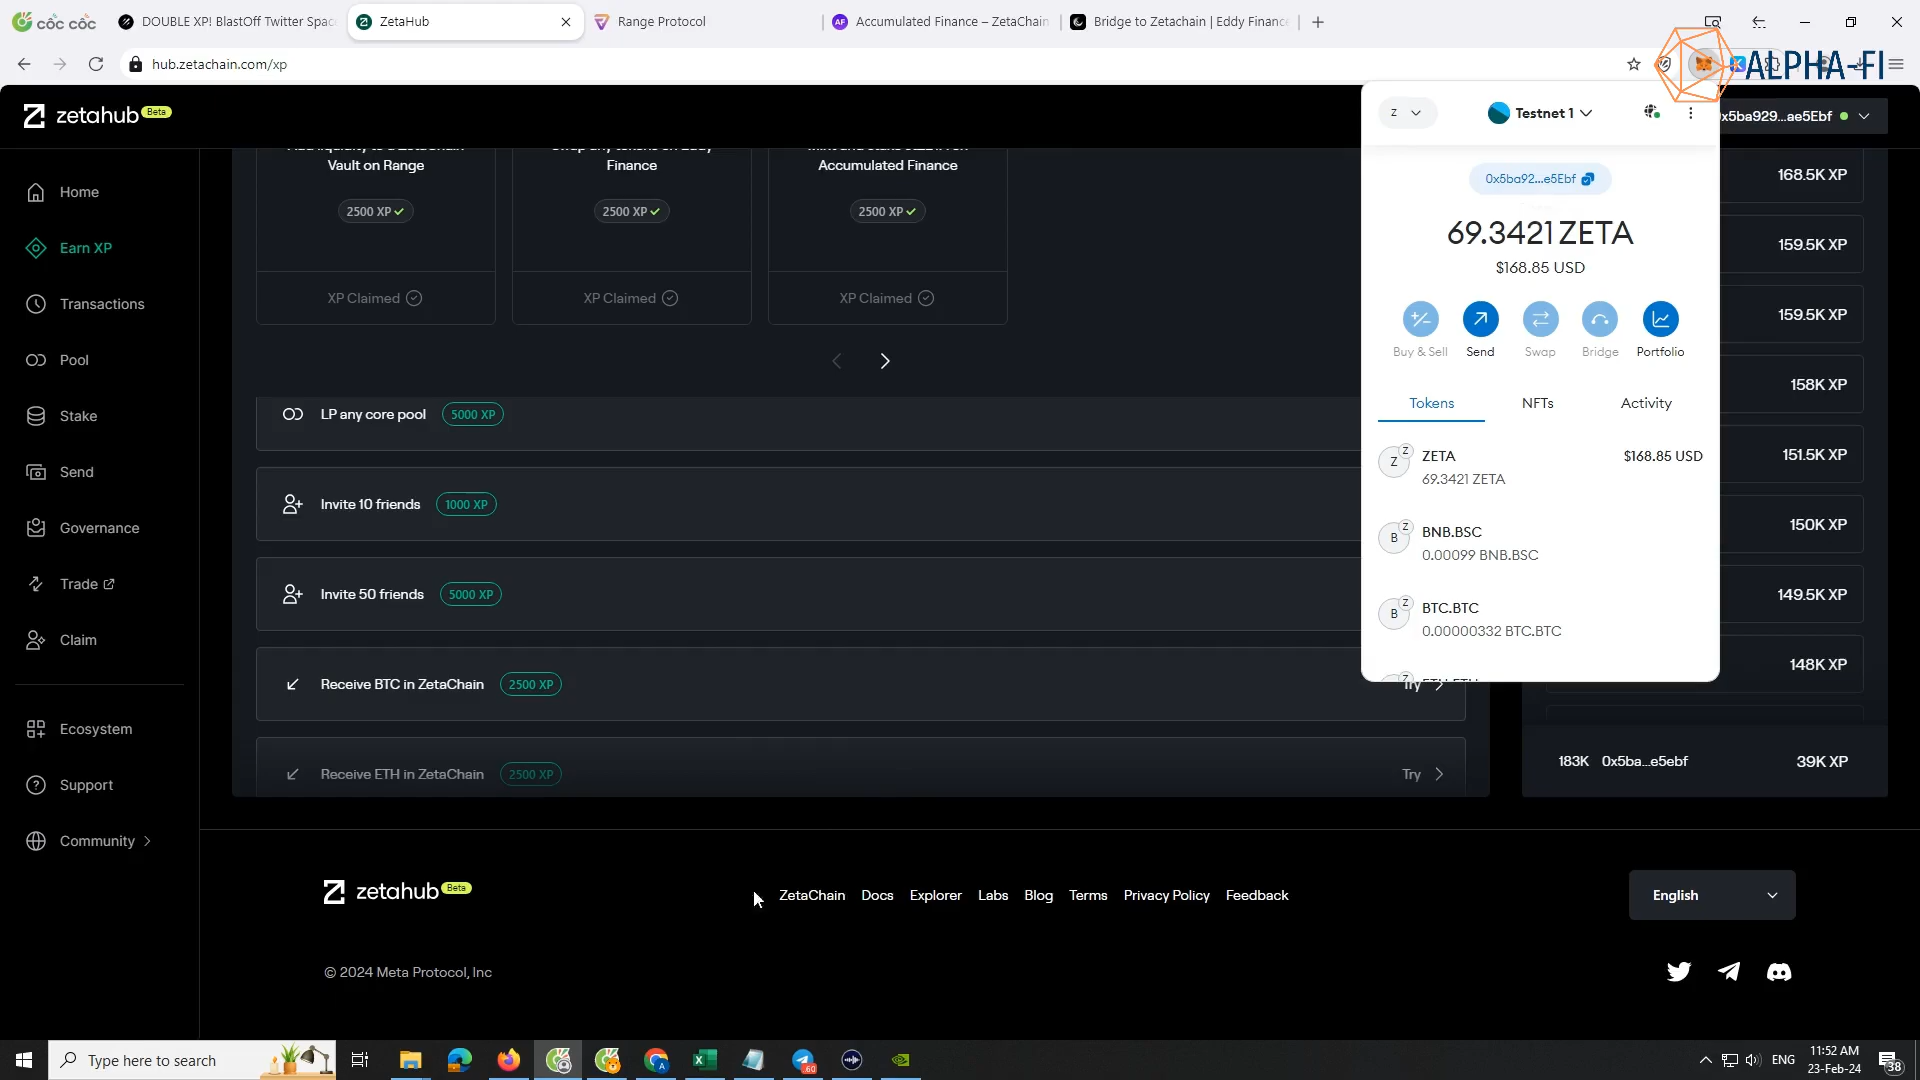 cốc cốc
DOUBLE XP! BlastOff Twitter Spac
ZetaHub
Range Protocol
Accumulated Finance – ZetaChain
Bridge to Zetachain | Eddy Finance
hub.zetachain.com/xp
ALPHA-FI
zetahub Beta
Z
Testnet 1
0x5ba929...ae5Ebf
Home
Earn XP
Transactions
Pool
Stake
Send
Governance
Trade
Claim
Ecosystem
Support
Community
Vault on Range
2500 XP
XP Claimed
Finance
2500 XP
XP Claimed
Accumulated Finance
2500 XP
XP Claimed
LP any core pool 5000 XP
Invite 10 friends 1000 XP
Invite 50 friends 5000 XP
Receive BTC in ZetaChain 2500 XP
Try
Receive ETH in ZetaChain 2500 XP
Try
0x5ba92...e5Ebf
69.3421 ZETA
$168.85 USD
Buy & Sell
Send
Swap
Bridge
Portfolio
Tokens
NFTs
Activity
Z
Z
ZETA
$168.85 USD
69.3421 ZETA
B
Z
BNB.BSC
0.00099 BNB.BSC
B
Z
BTC.BTC
0.00000332 BTC.BTC
Z
ETH.ETH
168.5K XP
159.5K XP
159.5K XP
158K XP
151.5K XP
150K XP
149.5K XP
148K XP
183K 0x5ba...e5ebf 39K XP
zetahub Beta
ZetaChain
Docs
Explorer
Labs
Blog
Terms
Privacy Policy
Feedback
English
© 2024 Meta Protocol, Inc
Type here to search
.60
ENG
11:52 AM
23-Feb-24
38